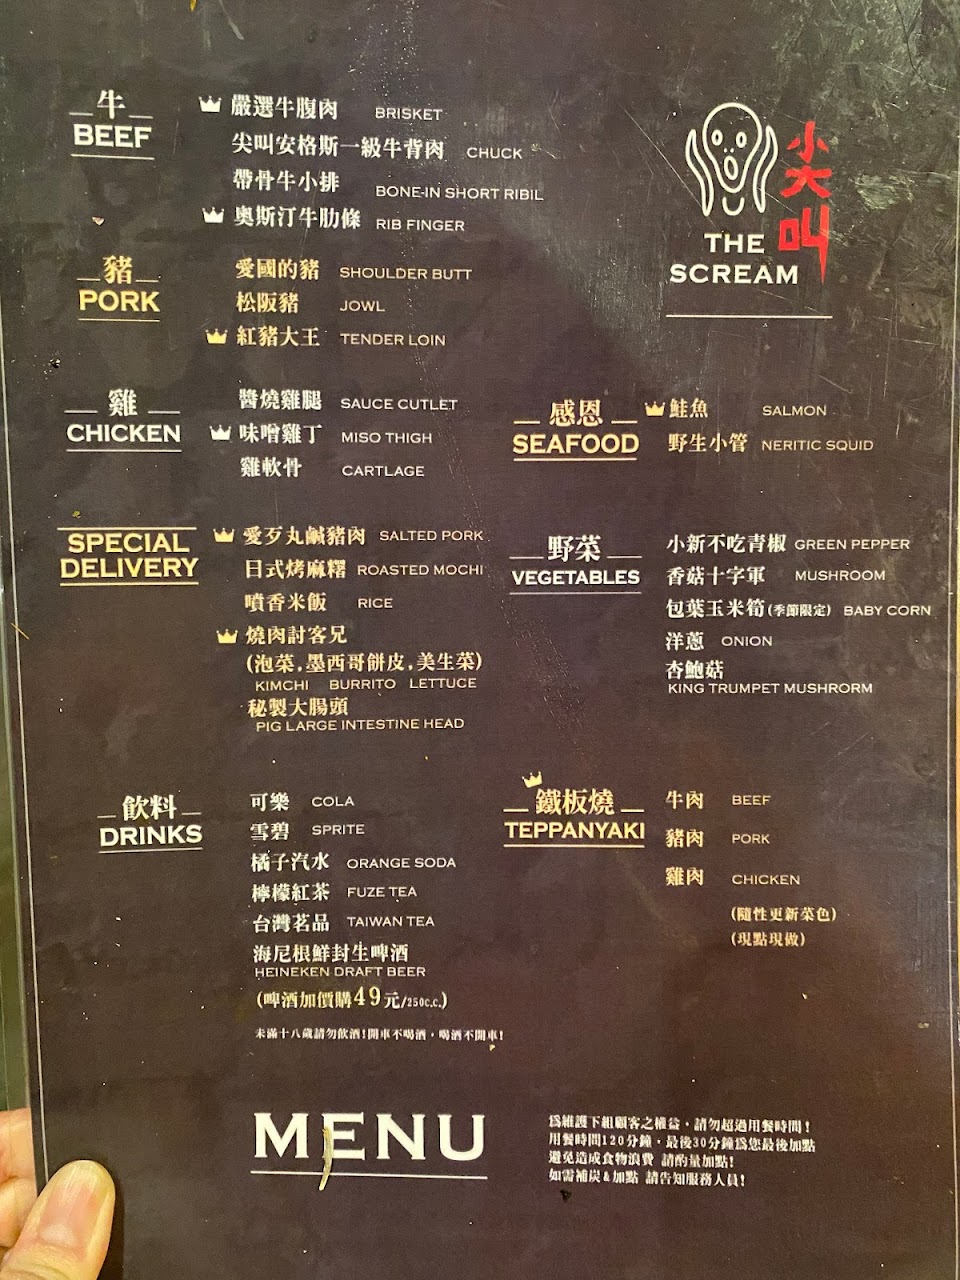 牛
BEEF
嚴選牛腹肉 BRISKET
尖叫安格斯一級牛背肉 CHUCK
帶骨牛小排 BONE-IN SHORT RIBIL
奧斯汀牛肋條 RIB FINGER
尖叫
THE
SCREAM
豬
PORK
愛國的豬 SHOULDER BUTT
松阪豬 JOWL
紅豬大王 TENDER LOIN
雞
CHICKEN
醬燒雞腿 SAUCE CUTLET
味噌雞丁 MISO THIGH
雞軟骨 CARTLAGE
感恩
SEAFOOD
鮭魚 SALMON
野生小管 NERITIC SQUID
SPECIAL
DELIVERY
愛歹丸鹹豬肉 SALTED PORK
日式烤麻糬 ROASTED MOCHI
噴香米飯 RICE
燒肉討客兄
(泡菜,墨西哥餅皮,美生菜)
KIMCHI BURRITO LETTUCE
秘製大腸頭
PIG LARGE INTESTINE HEAD
野菜
VEGETABLES
小新不吃青椒 GREEN PEPPER
香菇十字軍 MUSHROOM
包葉玉米筍(季節限定) BABY CORN
洋蔥 ONION
杏鮑菇
KING TRUMPET MUSHRORM
飲料
DRINKS
可樂 COLA
雪碧 SPRITE
橘子汽水 ORANGE SODA
檸檬紅茶 FUZE TEA
台灣茗品 TAIWAN TEA
海尼根鮮封生啤酒
HEINEKEN DRAFT BEER
(啤酒加價購49元/250c.c.)
未滿十八歲請勿飲酒!開車不喝酒,喝酒不開車!
鐵板燒
TEPPANYAKI
牛肉 BEEF
豬肉 PORK
雞肉 CHICKEN
(隨性更新菜色)
(現點現做)
MENU
為維護下組顧客之權益,請勿超過用餐時間!
用餐時間120分鐘,最後30分鐘為您最後加點
避免造成食物浪費 請酌量加點!
如需補炭&加點 請告知服務人員!